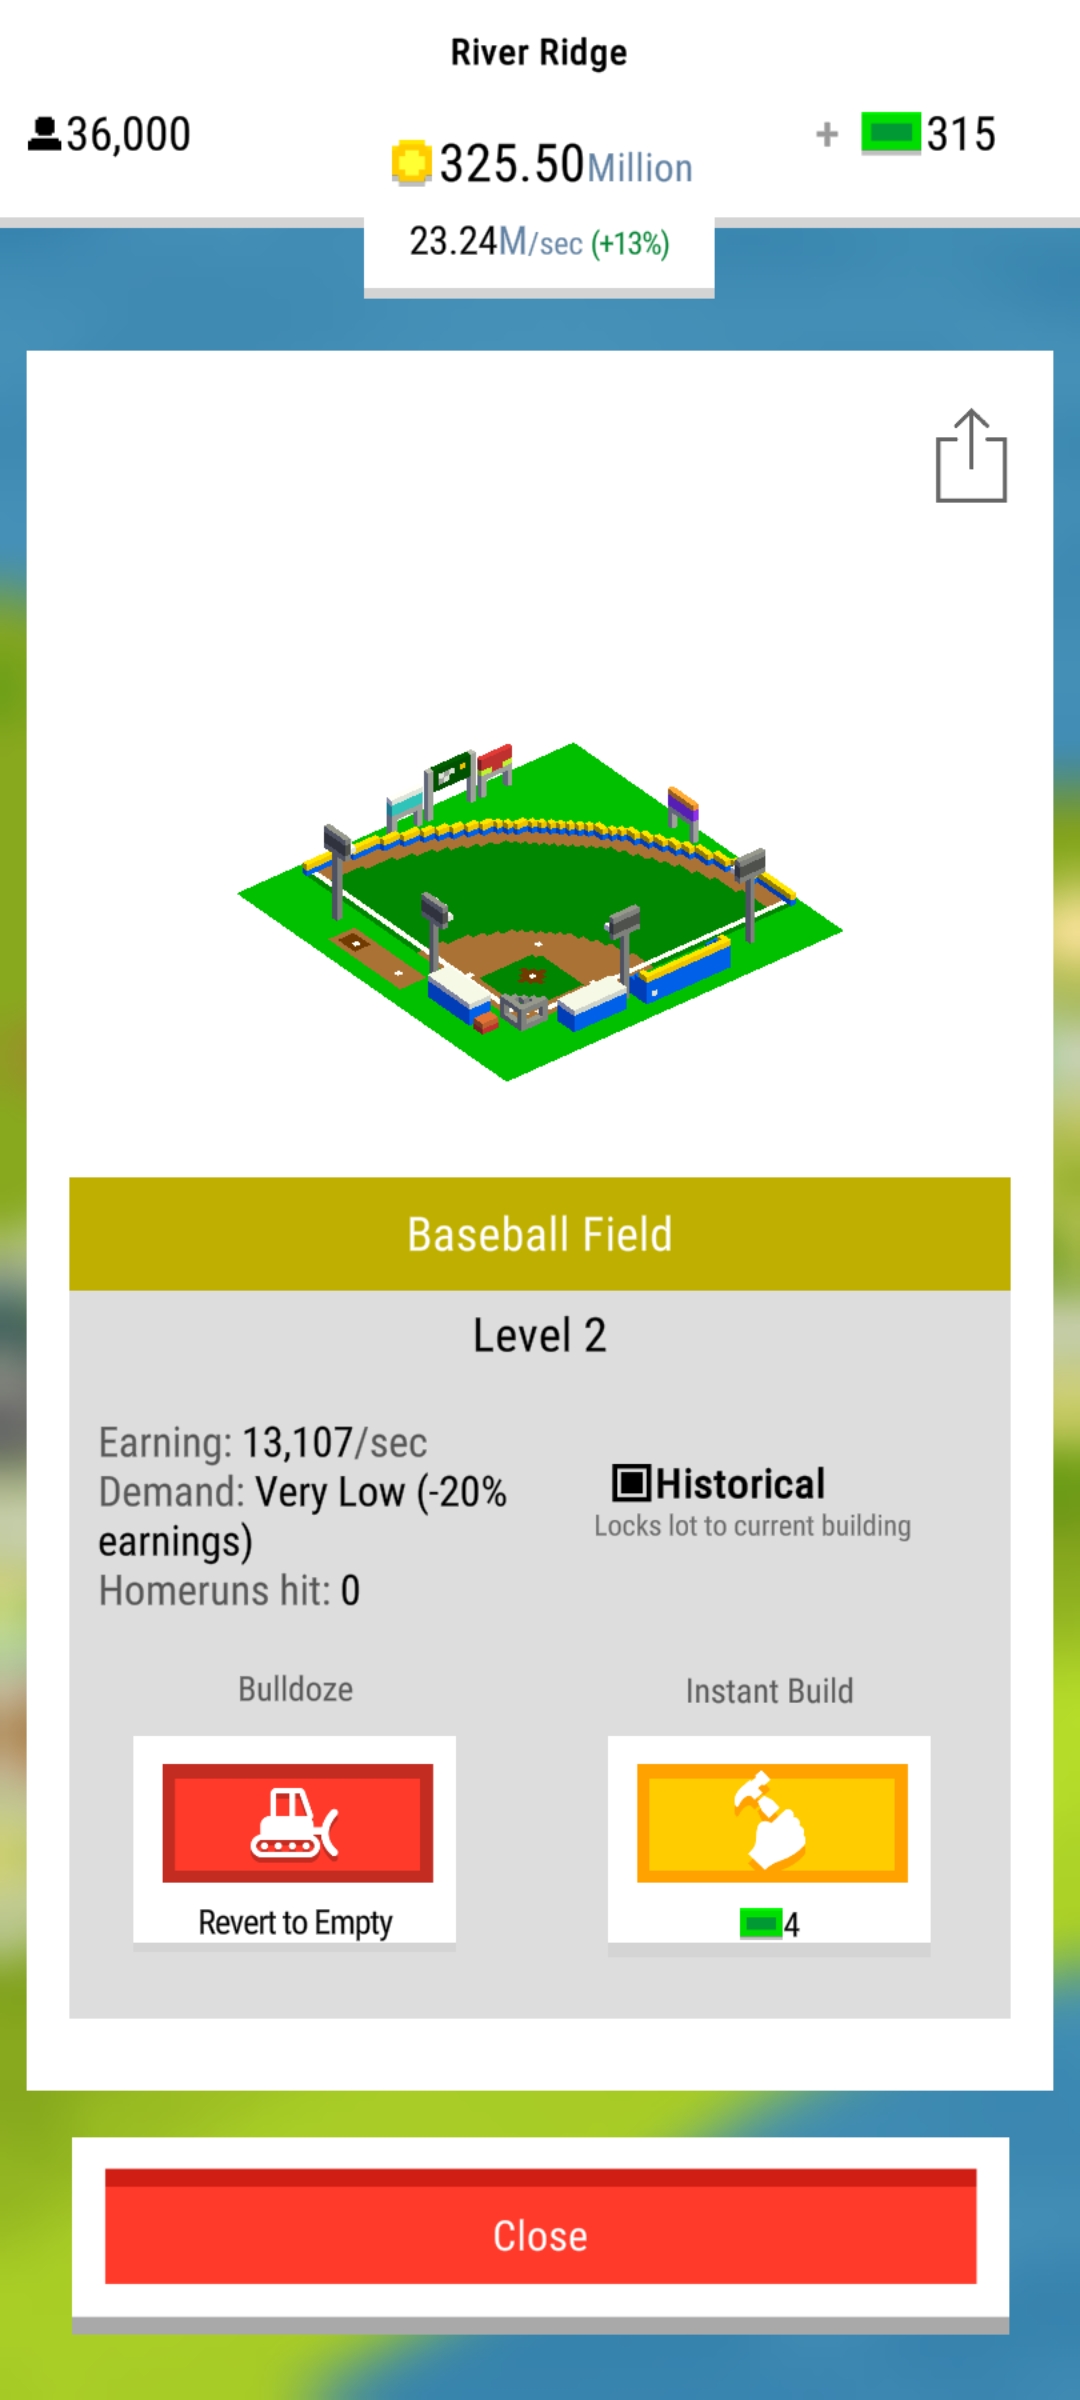 River Ridge
36,000
325.50Million
+ 315
23.24M/sec (+13%)
Baseball Field
Level 2
Earning: 13,107/sec
Demand: Very Low (-20%
earnings)
Homeruns hit: 0
Historical
Locks lot to current building
Bulldoze
Instant Build
Revert to Empty
4
Close